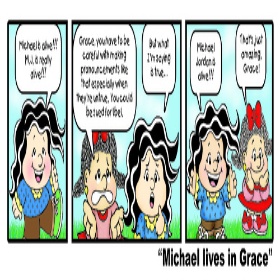 Michael is alive!!!
M.J. is really
alive!!
Grace, you have to be
careful with making
pronouncements like
that especially when
they're untrue. You could
be sued for libel.
But what
I'm saying
is true...
Michael
Jordan is
alive!!!
That's just
amazing,
Grace!
"Michael lives in Grace"